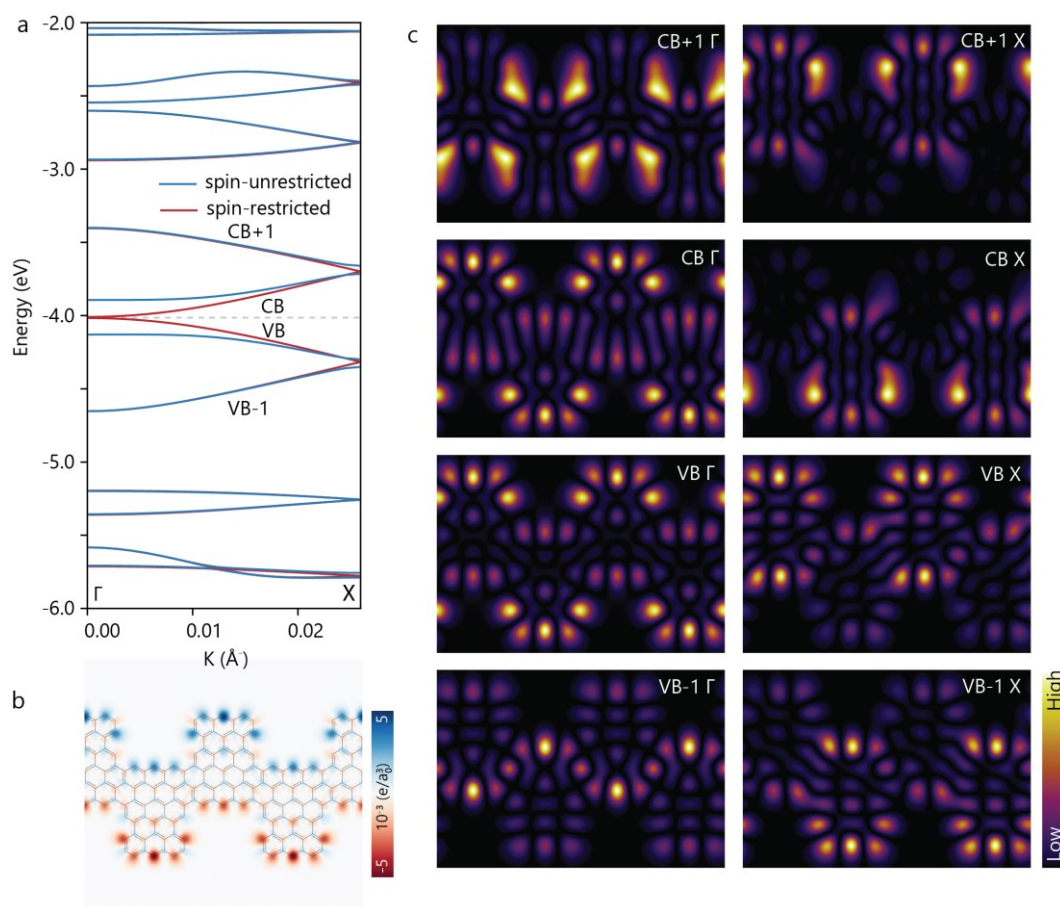 a
-2.0
-3.0
-4.0
-5.0
-6.0
Energy (eV)
spin-unrestricted
spin-restricted
CB+1
CB
VB
VB-1
Γ
X
0.00
0.01
0.02
K (Å⁻)
b
5
-5
10⁻³ (e/a₀³)
c
CB+1 Γ
CB+1 X
CB Γ
CB X
VB Γ
VB X
VB-1 Γ
VB-1 X
High
Low